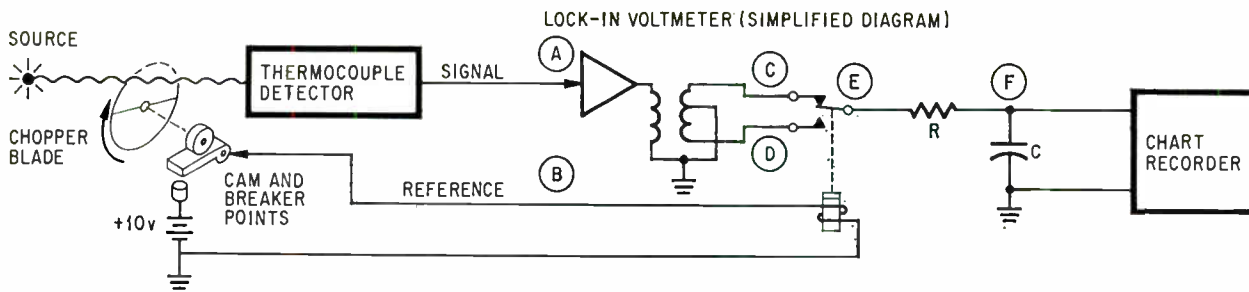 LOCK-IN VOLTMETER (SIMPLIFIED DIAGRAM)
SOURCE
CHOPPER
BLADE
THERMOCOUPLE
DETECTOR
SIGNAL
A
B
C
D
E
F
R
C
CHART
RECORDER
CAM AND
BREAKER
POINTS
REFERENCE
+10v